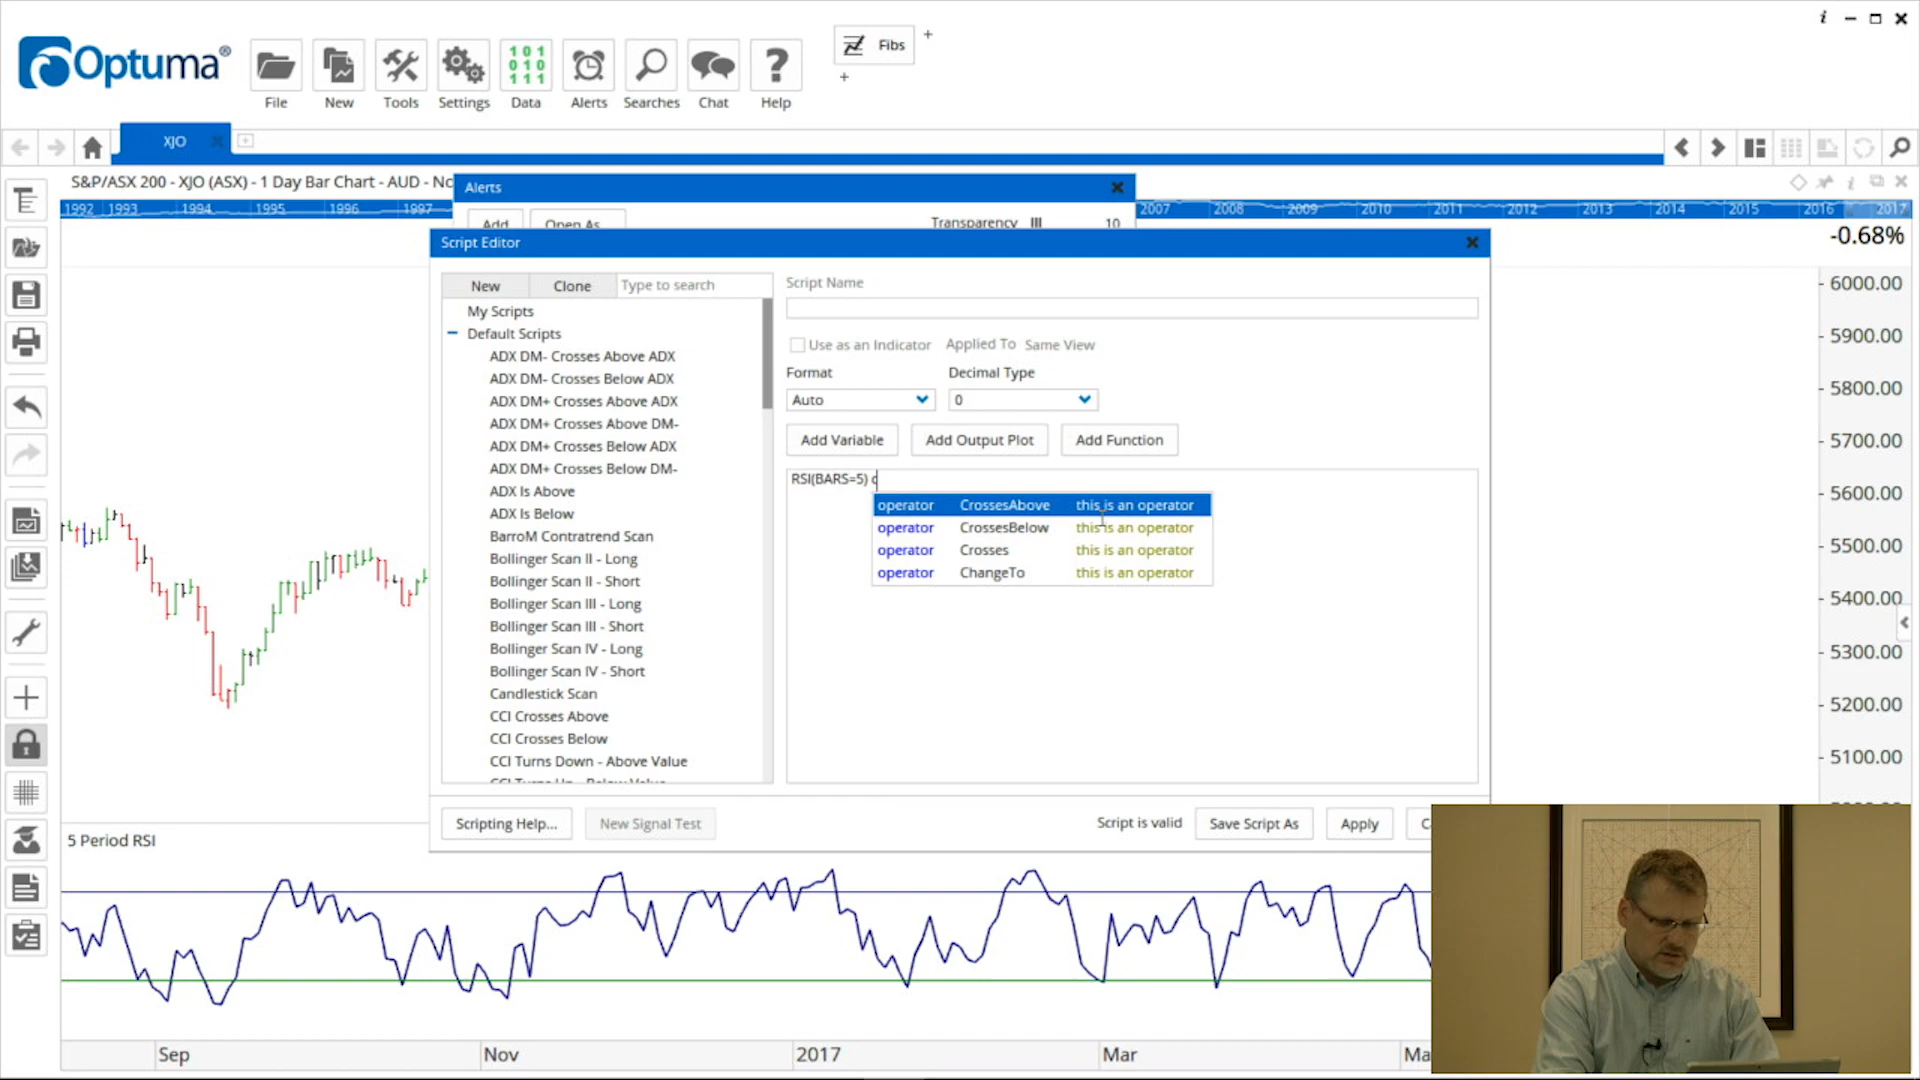 i
Optuma®
File
New
Tools
Settings
Data
Alerts
Searches
Chat
Help
Fibs
XJO
S&P/ASX 200 - XJO (ASX) - 1 Day Bar Chart - AUD - No
1992 1993 1994 1995 1996 1997
2007 2008 2009 2010 2011 2012 2013 2014 2015 2016 2017
-0.68%
Alerts
Add
Open As
Transparency
10
Script Editor
New
Clone
Type to search
My Scripts
Default Scripts
ADX DM- Crosses Above ADX
ADX DM- Crosses Below ADX
ADX DM+ Crosses Above ADX
ADX DM+ Crosses Above DM-
ADX DM+ Crosses Below ADX
ADX DM+ Crosses Below DM-
ADX Is Above
ADX Is Below
BarroM Contratrend Scan
Bollinger Scan II - Long
Bollinger Scan II - Short
Bollinger Scan III - Long
Bollinger Scan III - Short
Bollinger Scan IV - Long
Bollinger Scan IV - Short
Candlestick Scan
CCI Crosses Above
CCI Crosses Below
CCI Turns Down - Above Value
CCI Turns Up - Below Value
Script Name
Use as an Indicator
Applied To Same View
Format
Decimal Type
Auto
0
Add Variable
Add Output Plot
Add Function
RSI(BARS=5) c
operator CrossesAbove this is an operator
operator CrossesBelow this is an operator
operator Crosses this is an operator
operator ChangeTo this is an operator
Scripting Help...
New Signal Test
Script is valid
Save Script As
Apply
6000.00
5900.00
5800.00
5700.00
5600.00
5500.00
5400.00
5300.00
5200.00
5100.00
5 Period RSI
Sep
Nov
2017
Mar
Ma